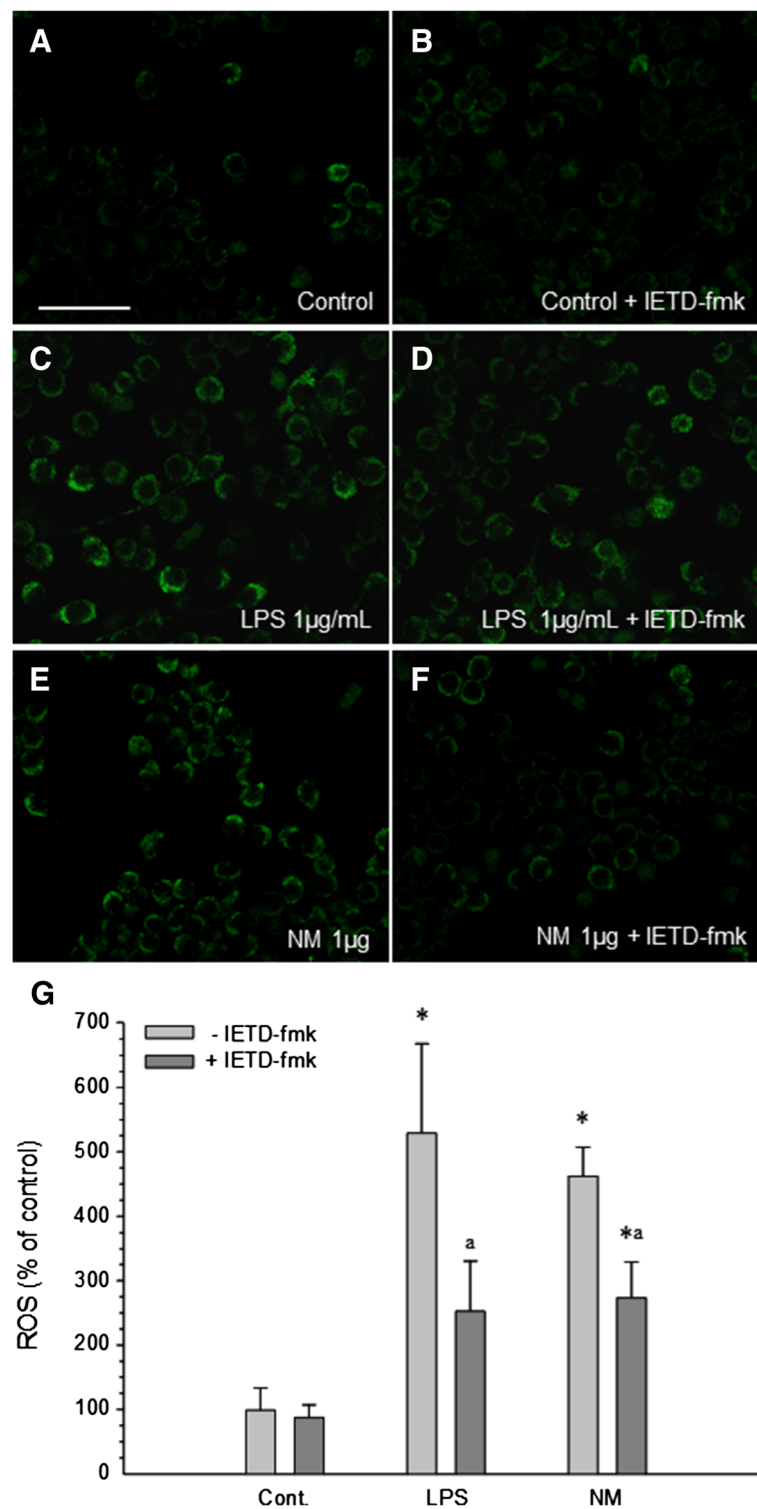 A
B
Control
Control + IETD-fmk
C
D
LPS 1µg/mL
LPS 1µg/mL + IETD-fmk
E
F
NM 1µg
NM 1µg + IETD-fmk
G
700
600
500
400
300
200
100
0
ROS (% of control)
- IETD-fmk
+ IETD-fmk
*
a
*
*a
Cont.
LPS
NM